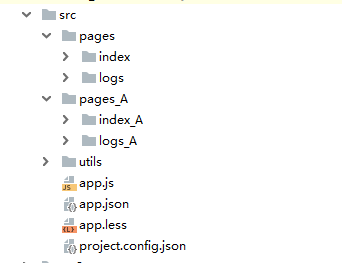 src
pages
index
logs
pages_A
index_A
logs_A
utils
app.js
app.json
app.less
project.config.json